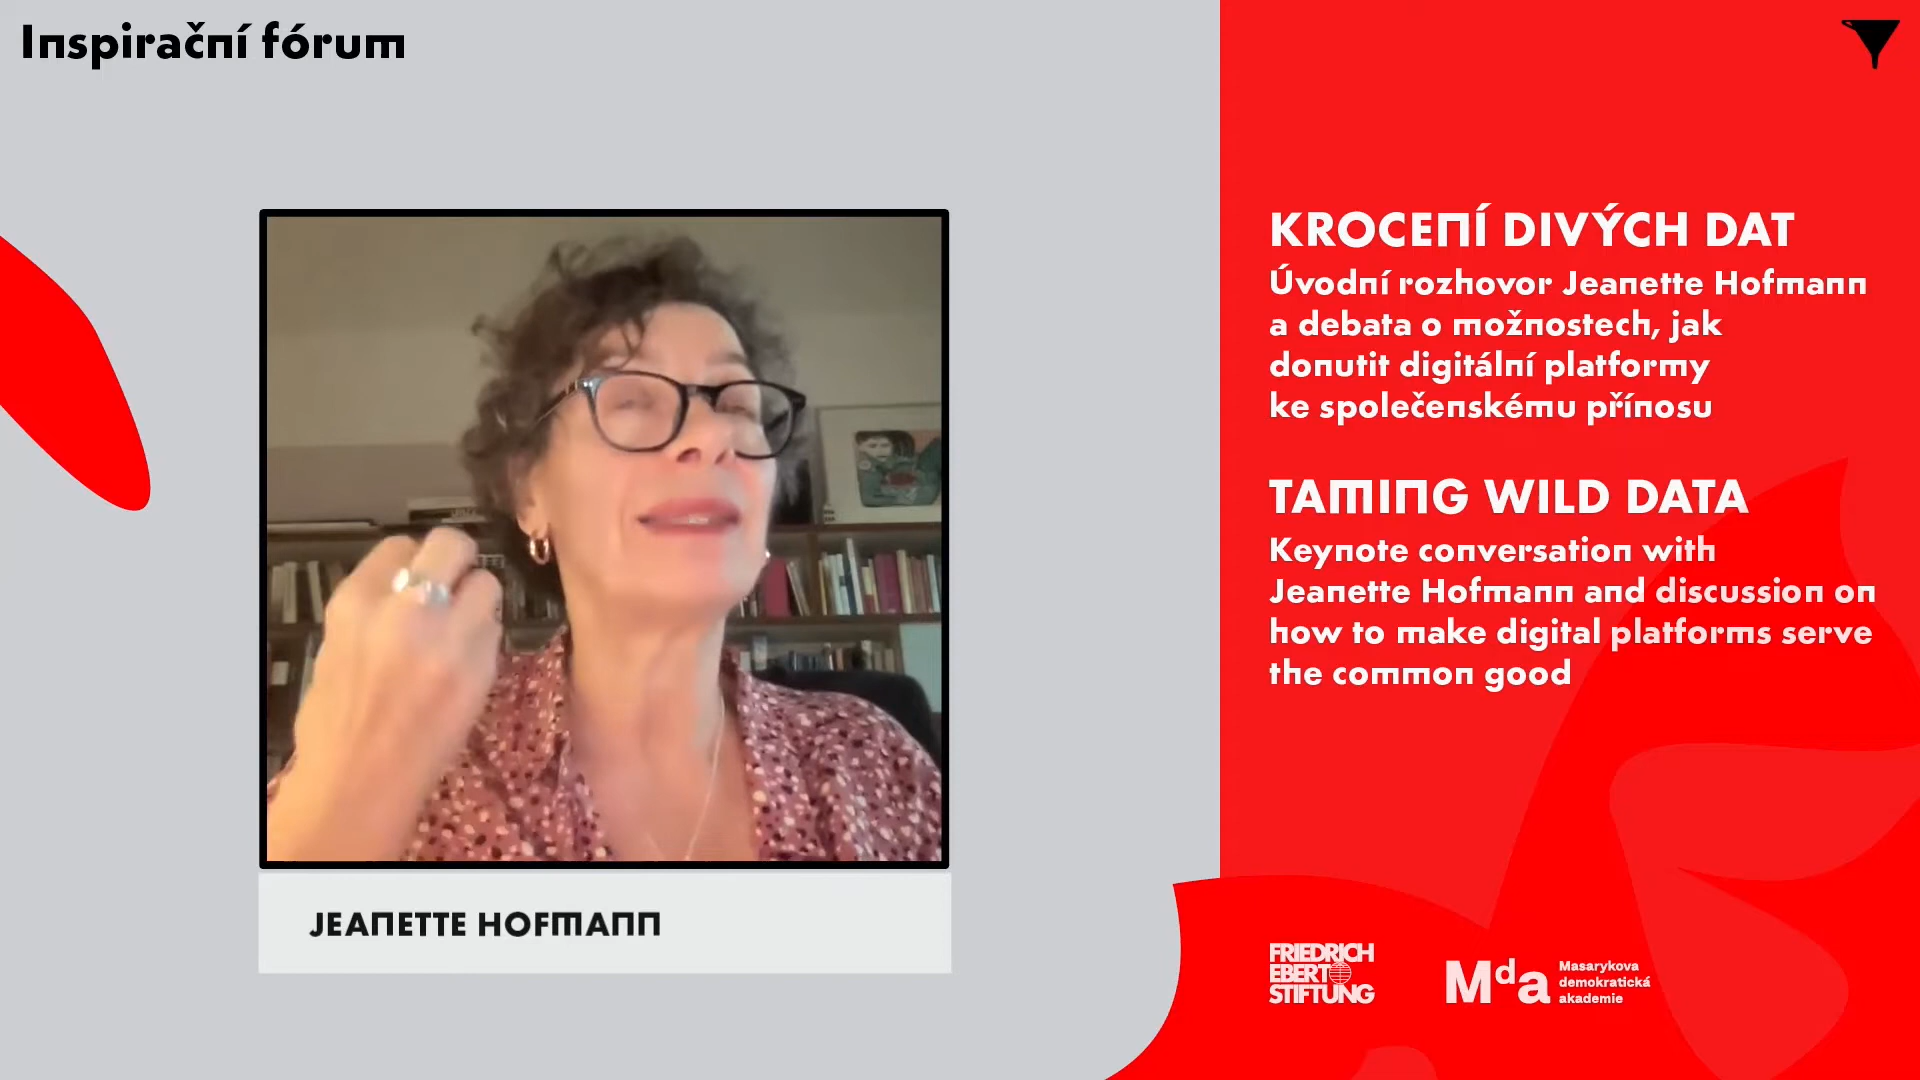 Inspirační fórum
JEANETTE HOFMANN
KROCENÍ DIVÝCH DAT
Úvodní rozhovor Jeanette Hofmann
a debata o možnostech, jak
donutit digitální platformy
ke společenskému přínosu
TAMING WILD DATA
Keynote conversation with
Jeanette Hofmann and discussion on
how to make digital platforms serve
the common good
FRIEDRICH
EBERT
STIFTUNG
Mda
Masarykova
demokratická
akademie